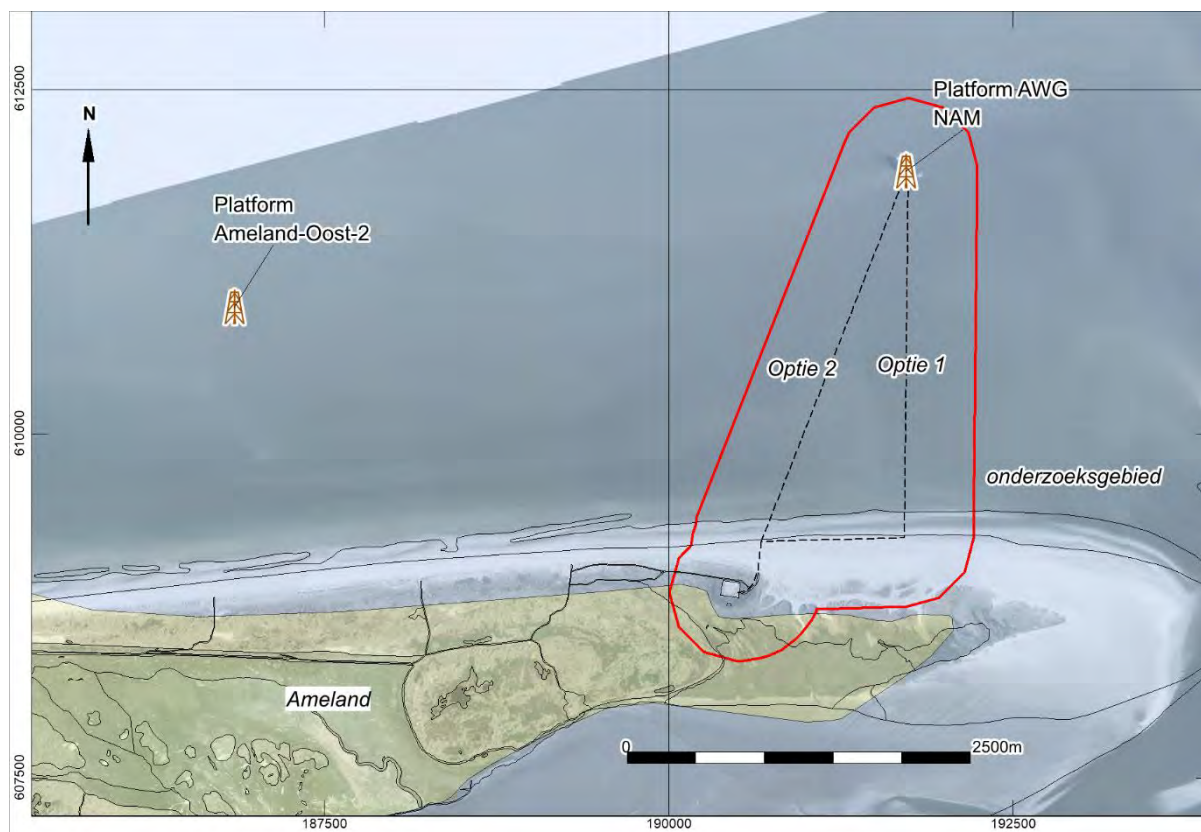 612500
Platform AWG
NAM
N
Platform
Ameland-Oost-2
Optie 2
Optie 1
610000
onderzoeksgebied
Ameland
0
2500m
607500
187500
190000
192500